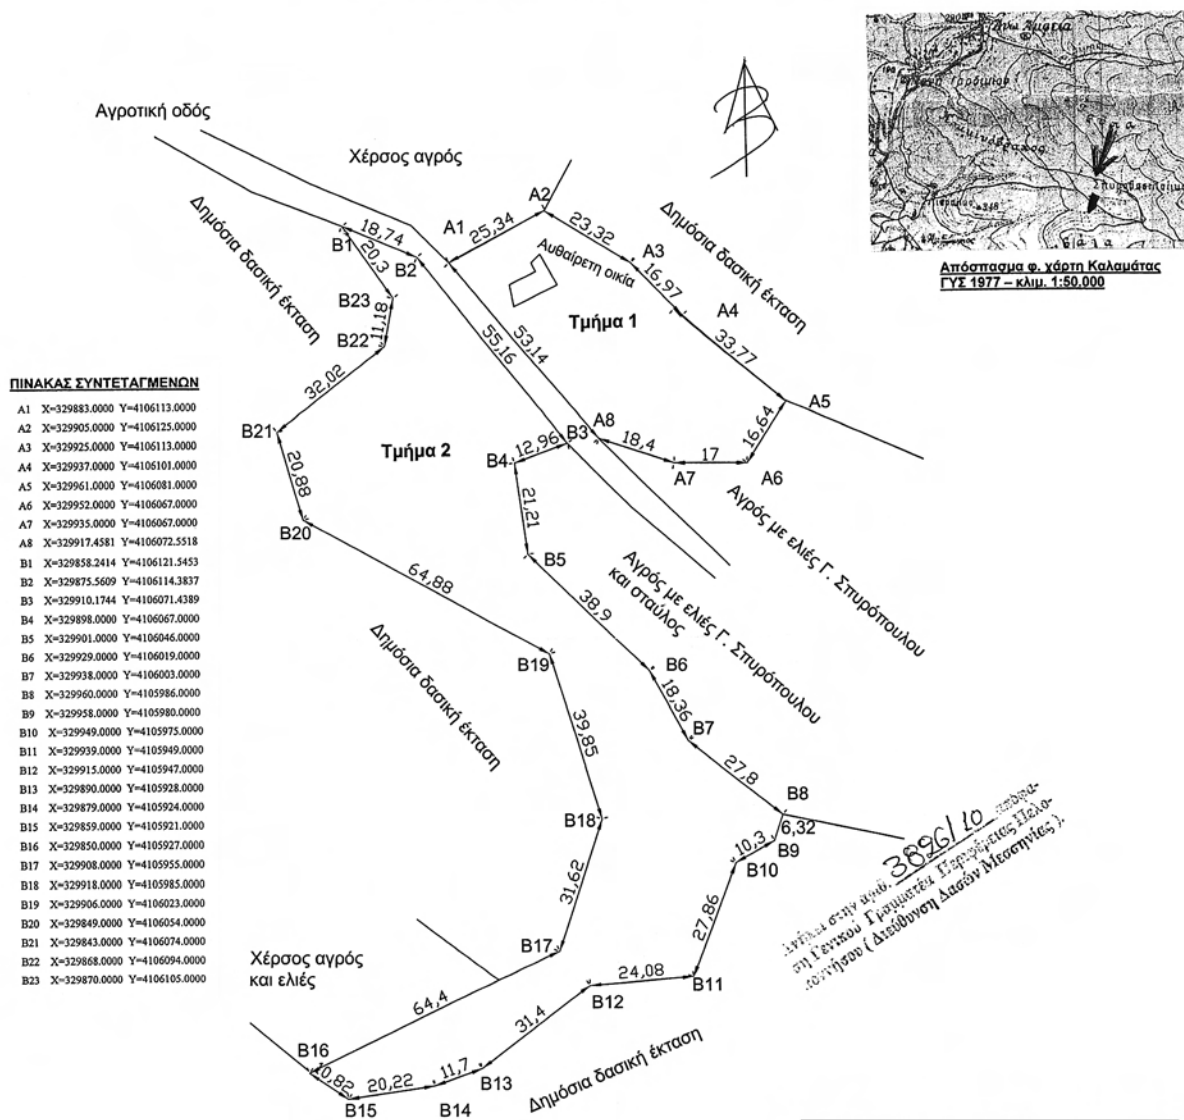 Αγροτική οδός
Χέρσος αγρός
Δημόσια δασική έκταση
Δημόσια δασική έκταση
A1
A2
25,34
23,32
A3
16,97
A4
33,77
A5
16,64
A6
17
A7
18,4
A8
53,14
Αυθαίρετη οικία
Τμήμα 1
B1
18,74
B2
20,3
B23
11,18
B22
32,02
B21
20,88
B20
64,88
B19
39,85
B18
31,62
B17
64,4
B16
10,82
B15
20,22
B14
11,7
B13
31,4
B12
24,08
B11
27,86
B10
10,3
B9
6,32
B8
27,8
B7
18,36
B6
38,9
B5
21,21
B4
12,96
B3
55,16
Τμήμα 2
Αγρός με ελιές Γ. Σπυρόπουλου
Αγρός με ελιές Γ. Σπυρόπουλου
και σταύλος
Δημόσια δασική έκταση
Χέρσος αγρός
και ελιές
Δημόσια δασική έκταση
Απόσπασμα φ. χάρτη Καλαμάτας
ΓΥΣ 1977 – κλιμ. 1:50.000
ΠΙΝΑΚΑΣ ΣΥΝΤΕΤΑΓΜΕΝΩΝ
A1 X=329883.0000 Y=4106113.0000
A2 X=329905.0000 Y=4106125.0000
A3 X=329925.0000 Y=4106113.0000
A4 X=329937.0000 Y=4106101.0000
A5 X=329961.0000 Y=4106081.0000
A6 X=329952.0000 Y=4106067.0000
A7 X=329935.0000 Y=4106067.0000
A8 X=329917.4581 Y=4106072.5518
B1 X=329858.2414 Y=4106121.5453
B2 X=329875.5609 Y=4106114.3837
B3 X=329910.1744 Y=4106071.4389
B4 X=329898.0000 Y=4106067.0000
B5 X=329901.0000 Y=4106046.0000
B6 X=329929.0000 Y=4106019.0000
B7 X=329938.0000 Y=4106003.0000
B8 X=329960.0000 Y=4105986.0000
B9 X=329958.0000 Y=4105980.0000
B10 X=329949.0000 Y=4105975.0000
B11 X=329939.0000 Y=4105949.0000
B12 X=329915.0000 Y=4105947.0000
B13 X=329890.0000 Y=4105928.0000
B14 X=329879.0000 Y=4105924.0000
B15 X=329859.0000 Y=4105921.0000
B16 X=329850.0000 Y=4105927.0000
B17 X=329908.0000 Y=4105955.0000
B18 X=329918.0000 Y=4105985.0000
B19 X=329906.0000 Y=4106023.0000
B20 X=329849.0000 Y=4106054.0000
B21 X=329843.0000 Y=4106074.0000
B22 X=329868.0000 Y=4106094.0000
B23 X=329870.0000 Y=4106105.0000
Ανήκει στην αριθ. 3826/10 απόφα-
ση Γενικού Γραμματέα Περιφέρειας Πελο-
ποννήσου ( Διεύθυνση Δασών Μεσσηνίας ).